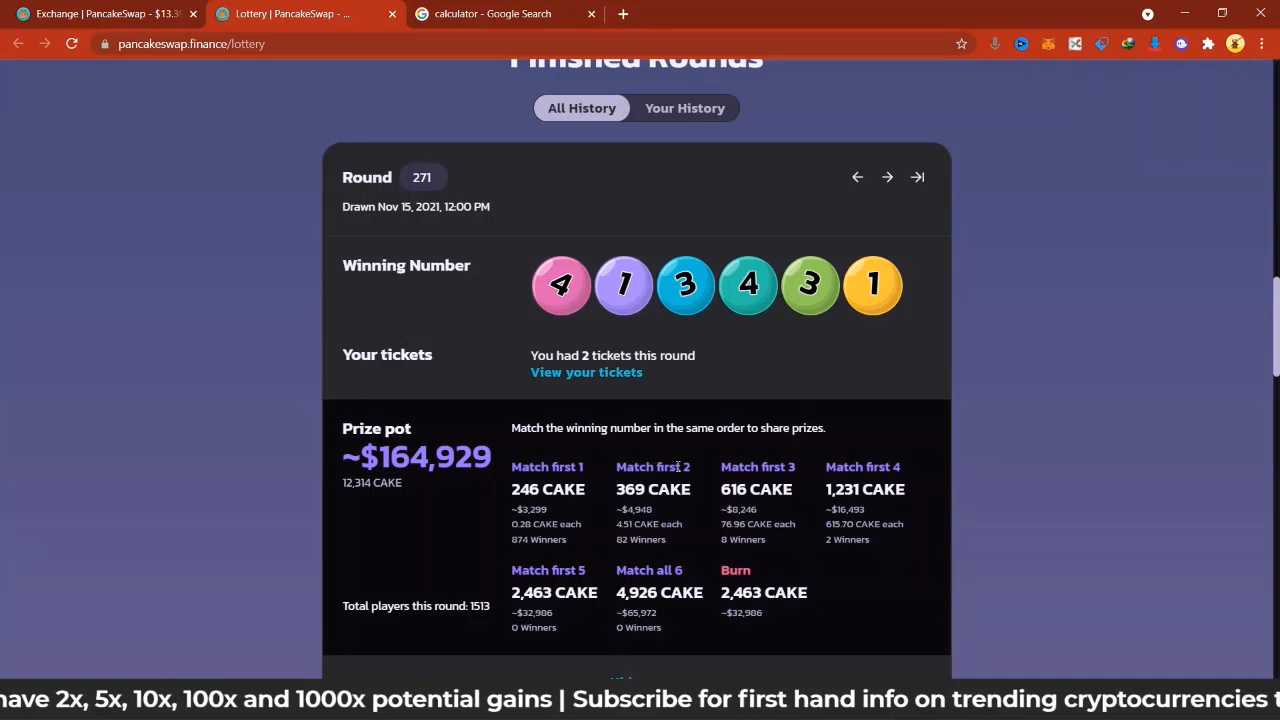 Exchange | PancakeSwap - $13.39
Lottery | PancakeSwap - ...
calculator - Google Search
pancakeswap.finance/lottery
Finished Rounds
All History
Your History
Round 271
Drawn Nov 15, 2021, 12:00 PM
Winning Number
4 1 3 4 3 1
Your tickets
You had 2 tickets this round
View your tickets
Prize pot
~$164,929
12,314 CAKE
Total players this round: 1513
Match the winning number in the same order to share prizes.
Match first 1
246 CAKE
~$3,299
0.28 CAKE each
874 Winners
Match first 2
369 CAKE
~$4,948
4.51 CAKE each
82 Winners
Match first 3
616 CAKE
~$8,246
76.96 CAKE each
8 Winners
Match first 4
1,231 CAKE
~$16,493
615.70 CAKE each
2 Winners
Match first 5
2,463 CAKE
~$32,986
0 Winners
Match all 6
4,926 CAKE
~$65,972
0 Winners
Burn
2,463 CAKE
~$32,986
have 2x, 5x, 10x, 100x and 1000x potential gains | Subscribe for first hand info on trending cryptocurrencies t